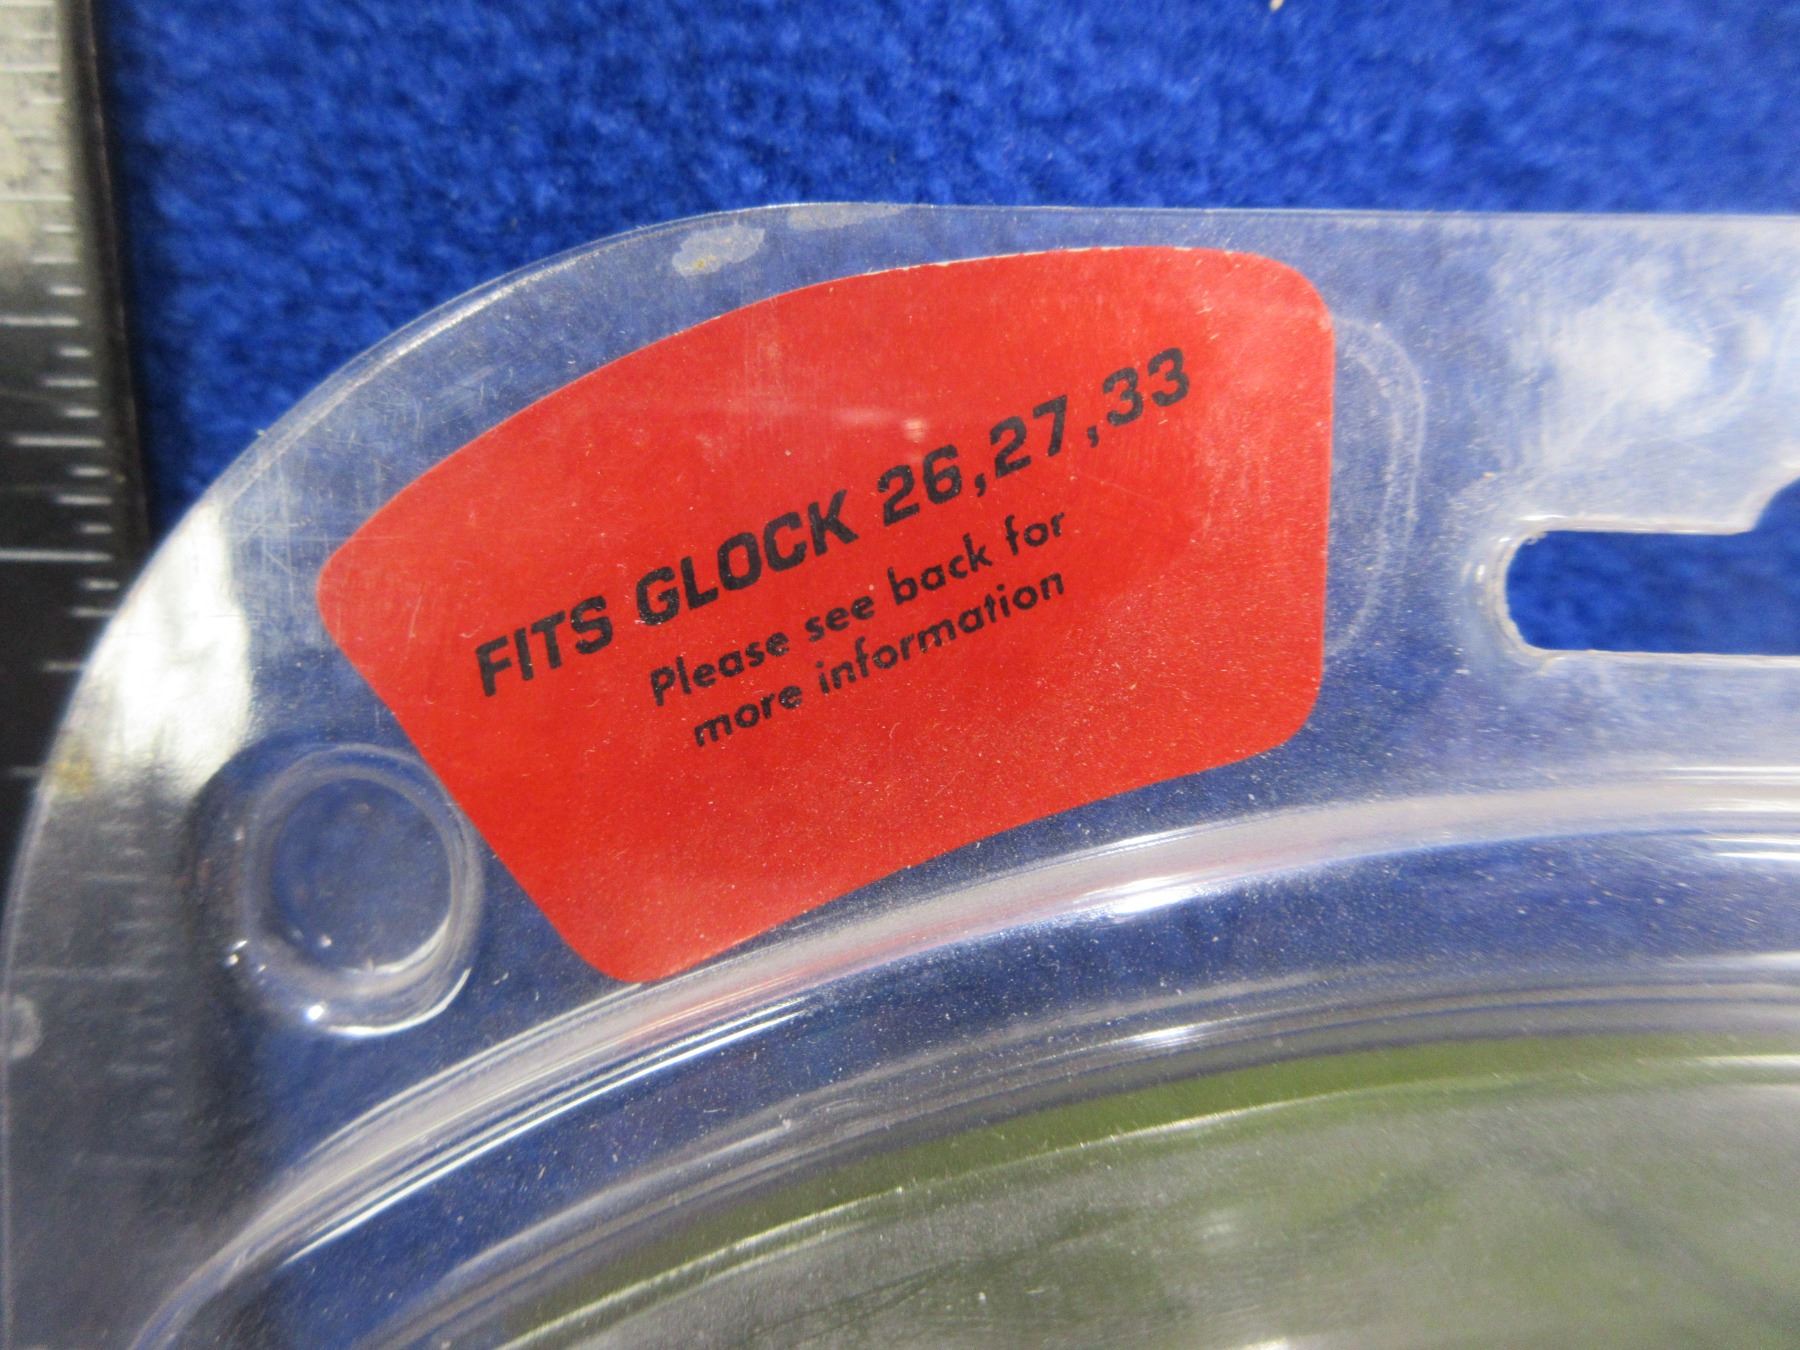 FITS GLOCK 26,27,33
Please see back for
more information